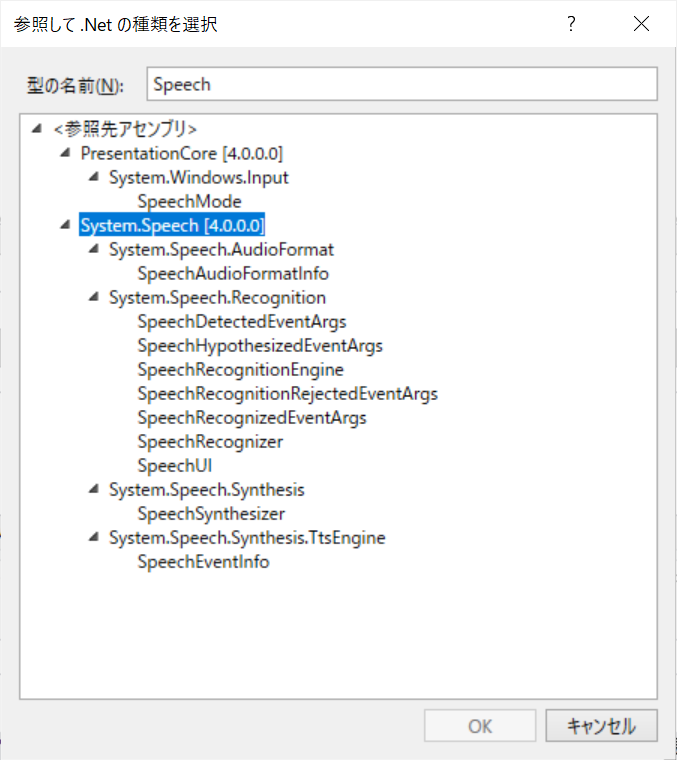 参照して .Net の種類を選択
型の名前(N): Speech
<参照先アセンブリ>
PresentationCore [4.0.0.0]
System.Windows.Input
SpeechMode
System.Speech [4.0.0.0]
System.Speech.AudioFormat
SpeechAudioFormatInfo
System.Speech.Recognition
SpeechDetectedEventArgs
SpeechHypothesizedEventArgs
SpeechRecognitionEngine
SpeechRecognitionRejectedEventArgs
SpeechRecognizedEventArgs
SpeechRecognizer
SpeechUI
System.Speech.Synthesis
SpeechSynthesizer
System.Speech.Synthesis.TtsEngine
SpeechEventInfo
OK キャンセル